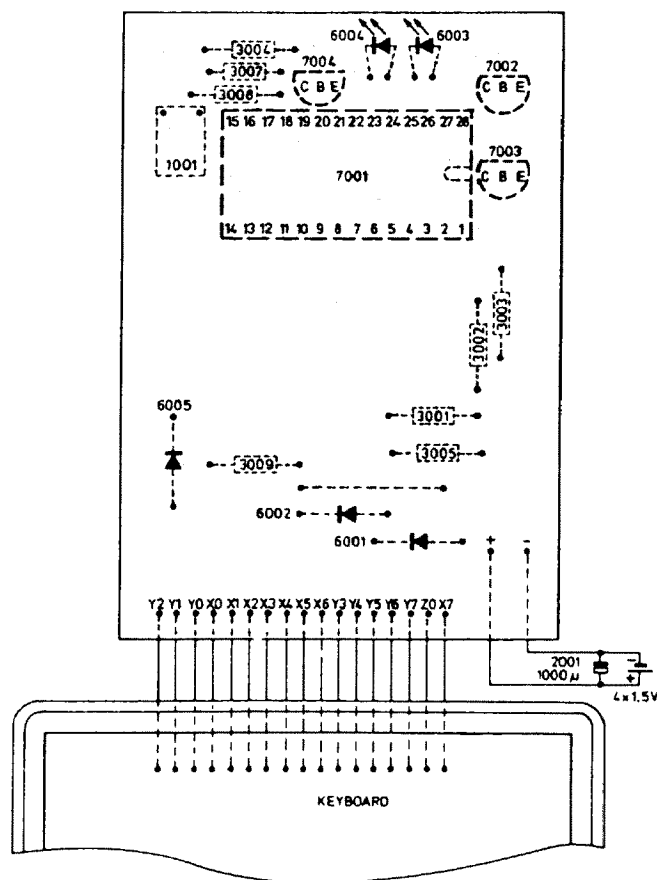 6004 6003
3004
3007 7004 7002
3008 C B E C B E
15 16 17 18 19 20 21 22 23 24 25 26 27 28
1001 7001 7003
C B E
14 13 12 11 10 9 8 7 6 5 4 3 2 1
3003
3002
6005 3001
3009 3005
6002
6001 + -
Y2 Y1 Y0 X0 X1 X2 X3 X4 X5 X6 Y3 Y4 Y5 Y6 Y7 Z0 X7
2001 -
1000 µ +
4x1,5V
KEYBOARD